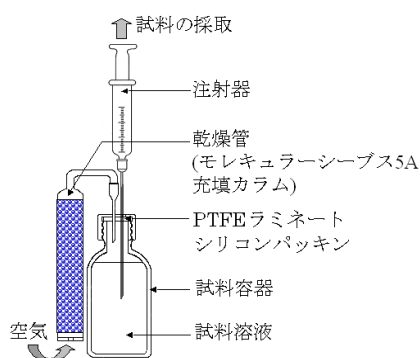 試料の採取
注射器
乾燥管
(モレキュラーシーブス5A
充填カラム)
PTFEラミネート
シリコンパッキン
試料容器
空気
試料溶液